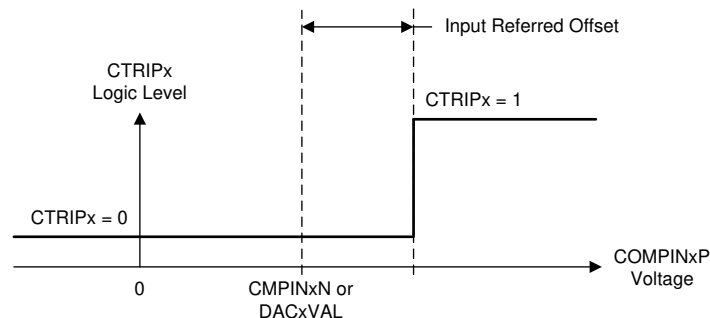 Input Referred Offset
CTRIPx
Logic Level
CTRIPx = 1
CTRIPx = 0
COMPINxP
Voltage
0
CMPINxN or
DACxVAL